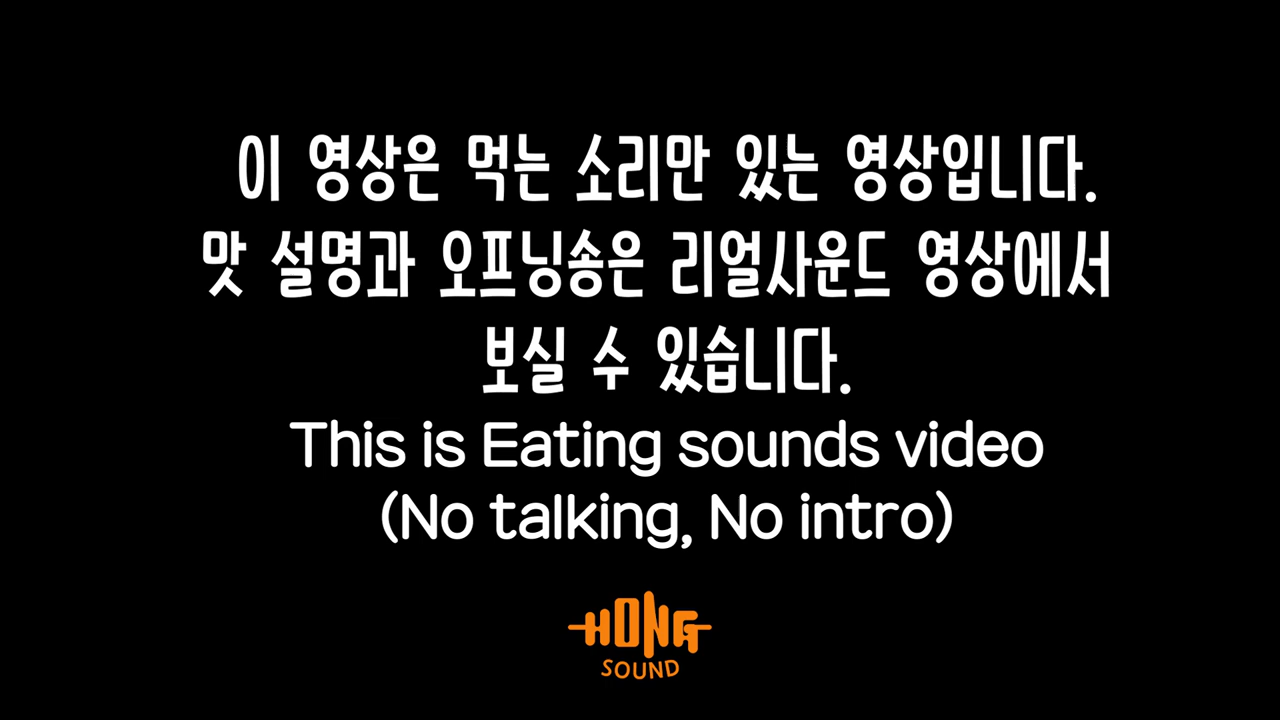 이 영상은 먹는 소리만 있는 영상입니다.
맛 설명과 오프닝송은 리얼사운드 영상에서
보실 수 있습니다.
This is Eating sounds video
(No talking, No intro)
HONG
SOUND